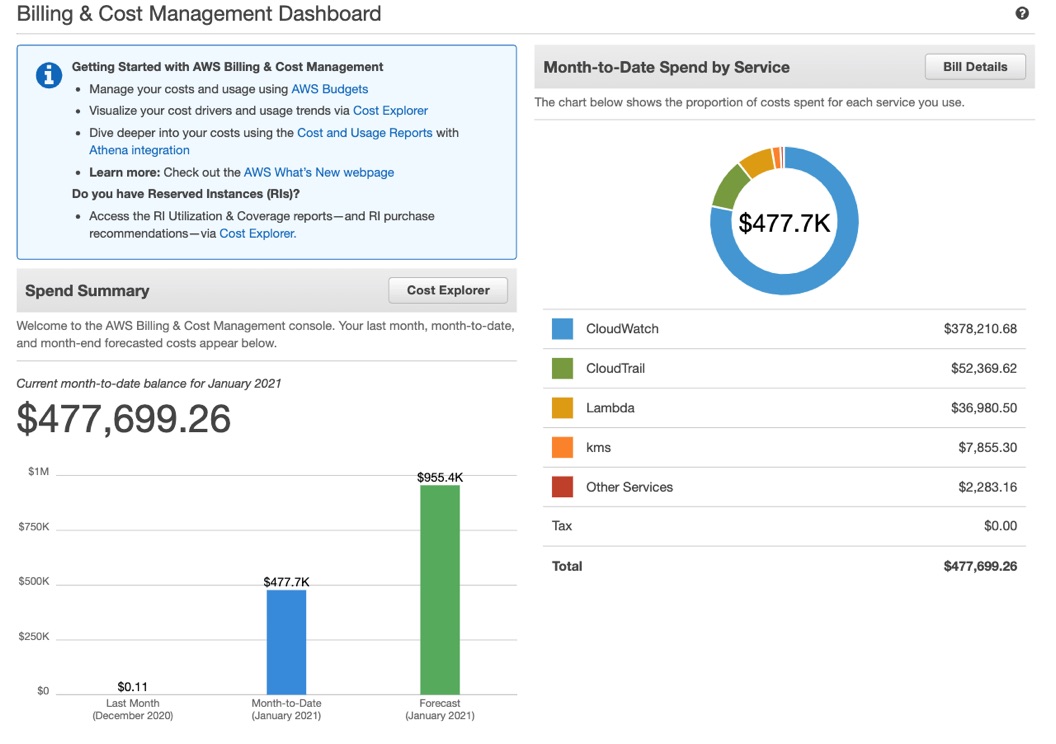 Billing & Cost Management Dashboard
Getting Started with AWS Billing & Cost Management
• Manage your costs and usage using AWS Budgets
• Visualize your cost drivers and usage trends via Cost Explorer
• Dive deeper into your costs using the Cost and Usage Reports with
Athena integration
• Learn more: Check out the AWS What's New webpage
Do you have Reserved Instances (RIs)?
• Access the RI Utilization & Coverage reports—and RI purchase
recommendations—via Cost Explorer.
Spend Summary
Cost Explorer
Welcome to the AWS Billing & Cost Management console. Your last month, month-to-date,
and month-end forecasted costs appear below.
Current month-to-date balance for January 2021
$477,699.26
$1M
$750K
$500K
$250K
$0
$0.11
$477.7K
$955.4K
Last Month
(December 2020)
Month-to-Date
(January 2021)
Forecast
(January 2021)
Month-to-Date Spend by Service
Bill Details
The chart below shows the proportion of costs spent for each service you use.
$477.7K
CloudWatch $378,210.68
CloudTrail $52,369.62
Lambda $36,980.50
kms $7,855.30
Other Services $2,283.16
Tax $0.00
Total $477,699.26